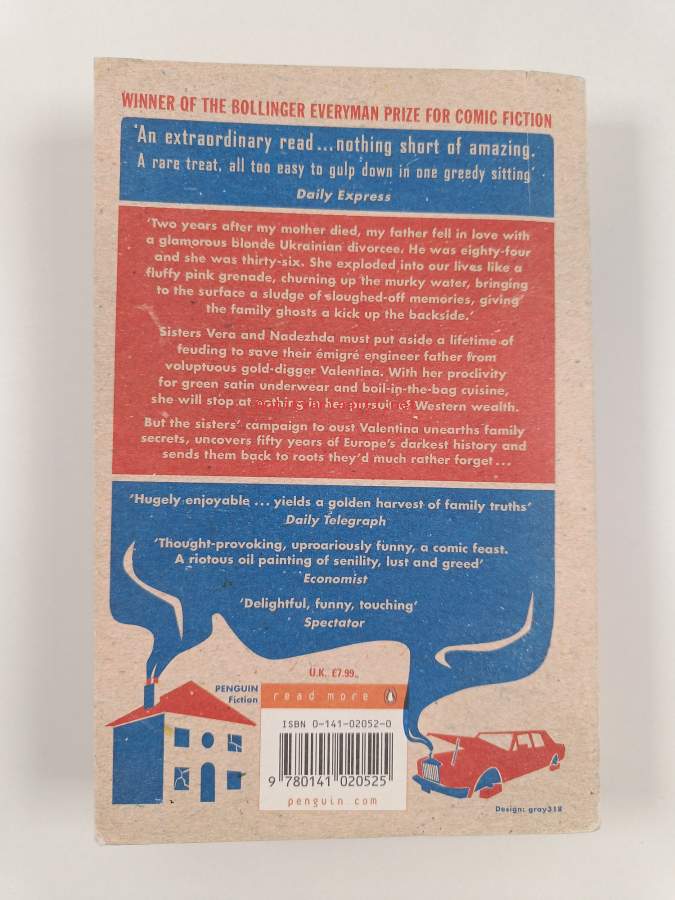 WINNER OF THE BOLLINGER EVERYMAN PRIZE FOR COMIC FICTION
'An extraordinary read ... nothing short of amazing.
A rare treat, all too easy to gulp down in one greedy sitting'
Daily Express
'Two years after my mother died, my father fell in love with
a glamorous blonde Ukrainian divorcee. He was eighty-four
and she was thirty-six. She exploded into our lives like a
fluffy pink grenade, churning up the murky water, bringing
to the surface a sludge of sloughed-off memories, giving
the family ghosts a kick up the backside.'
Sisters Vera and Nadezhda must put aside a lifetime of
feuding to save their émigré engineer father from
voluptuous gold-digger Valentina. With her proclivity
for green satin underwear and boil-in-the-bag cuisine,
she will stop at nothing in her pursuit of Western wealth.
But the sisters' campaign to oust Valentina unearths family
secrets, uncovers fifty years of Europe's darkest history and
sends them back to roots they'd much rather forget ...
'Hugely enjoyable ... yields a golden harvest of family truths'
Daily Telegraph
'Thought-provoking, uproariously funny, a comic feast.
A riotous oil painting of senility, lust and greed'
Economist
'Delightful, funny, touching'
Spectator
U.K. £7.99
PENGUIN
Fiction
read more
ISBN 0-141-02052-0
9 780141 020525
penguin.com
Design: gray318